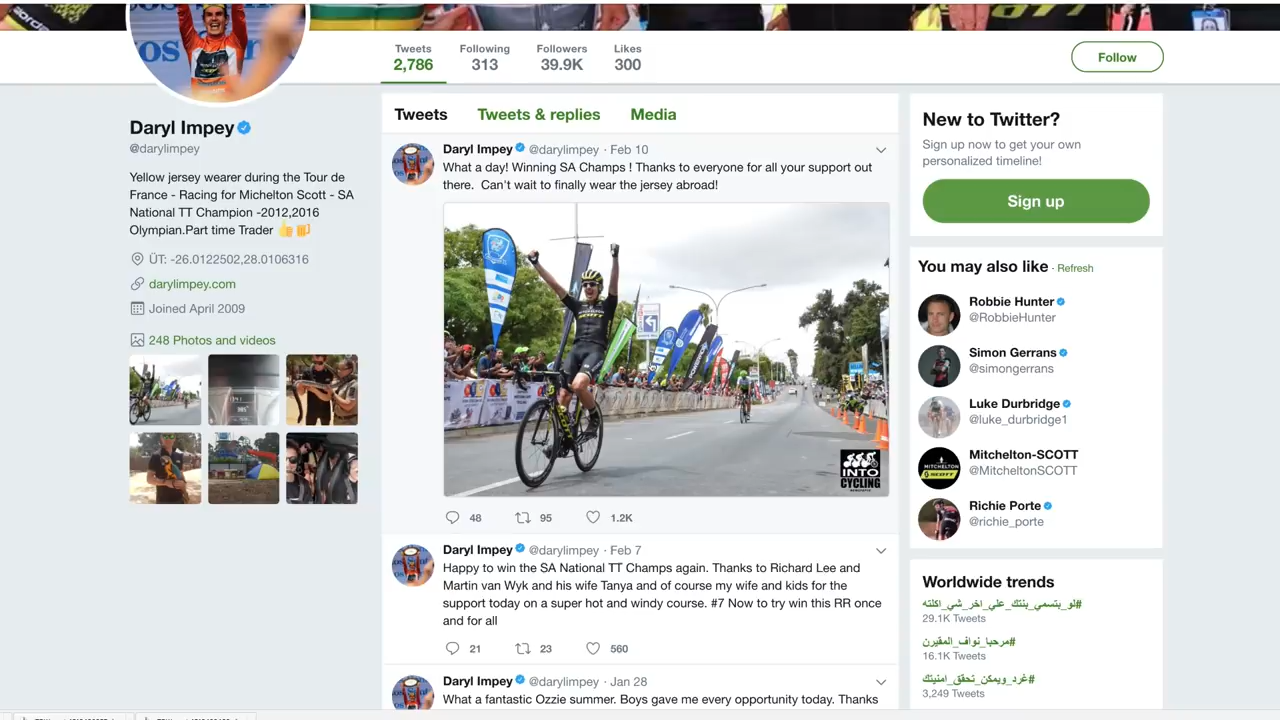 Tweets
2,786
Following
313
Followers
39.9K
Likes
300
Follow
Daryl Impey
@darylimpey
Yellow jersey wearer during the Tour de
France - Racing for Michelton Scott - SA
National TT Champion -2012,2016
Olympian.Part time Trader 👍🍻
ÜT: -26.0122502,28.0106316
darylimpey.com
Joined April 2009
248 Photos and videos
Tweets Tweets & replies Media
Daryl Impey @darylimpey · Feb 10
What a day! Winning SA Champs ! Thanks to everyone for all your support out
there. Can't wait to finally wear the jersey abroad!
SCOTT
INTO
CYCLING
48 95 1.2K
Daryl Impey @darylimpey · Feb 7
Happy to win the SA National TT Champs again. Thanks to Richard Lee and
Martin van Wyk and his wife Tanya and of course my wife and kids for the
support today on a super hot and windy course. #7 Now to try win this RR once
and for all
21 23 560
Daryl Impey @darylimpey · Jan 28
What a fantastic Ozzie summer. Boys gave me every opportunity today. Thanks
New to Twitter?
Sign up now to get your own
personalized timeline!
Sign up
You may also like · Refresh
Robbie Hunter
@RobbieHunter
Simon Gerrans
@simongerrans
Luke Durbridge
@luke_durbridge1
Mitchelton-SCOTT
@MitcheltonSCOTT
MITCHELTON
SCOTT
Richie Porte
@richie_porte
Worldwide trends
#لو_بتسمي_بنتك_علي_اخر_شي_اكلته
29.1K Tweets
#مرحبا_نواف_المقيرن
16.1K Tweets
#غرد_ويمكن_تحقق_امنيتك
3,249 Tweets